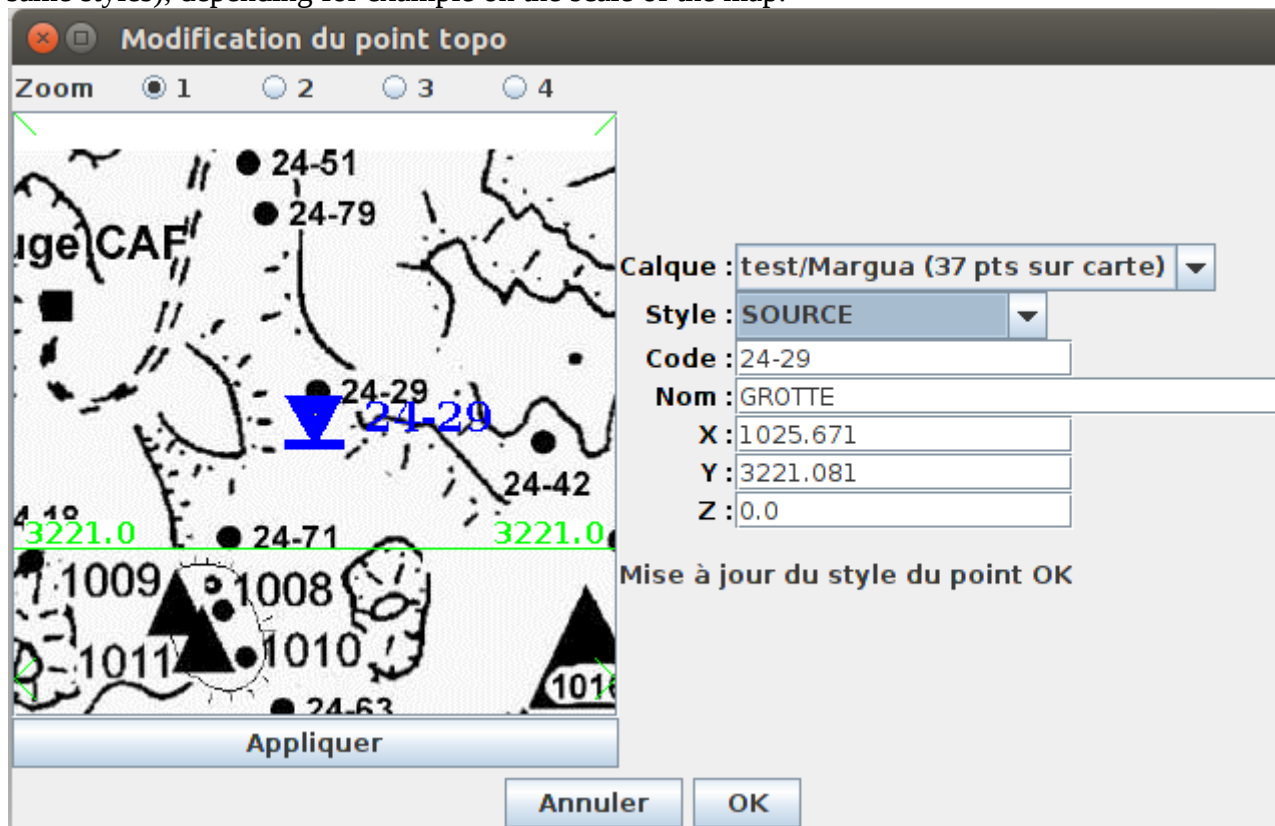 same styles), depending for example on the scale of the map.
Modification du point topo
Zoom 1 2 3 4
24-51
24-79
uge CAF
24-29
24-29
24-42
3221.0 3221.0
24-71
1009 1008
1011 1010
101
24-63
Calque : test/Margua (37 pts sur carte)
Style : SOURCE
Code : 24-29
Nom : GROTTE
X : 1025.671
Y : 3221.081
Z : 0.0
Mise à jour du style du point OK
Appliquer
Annuler OK